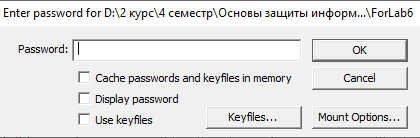 Enter password for D:\2 курс\4 семестр\Основы защиты информ...\ForLab6
Password:
OK
Cache passwords and keyfiles in memory
Cancel
Display password
Use keyfiles
Keyfiles...
Mount Options...